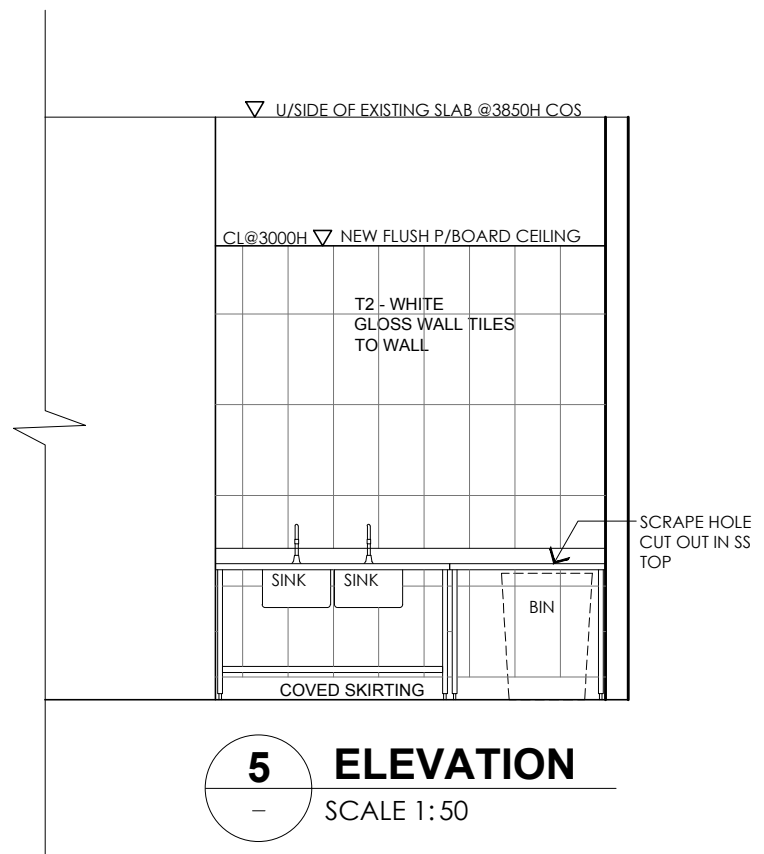 U/SIDE OF EXISTING SLAB @3850H COS
CL@3000H NEW FLUSH P/BOARD CEILING
T2 - WHITE
GLOSS WALL TILES
TO WALL
SCRAPE HOLE
CUT OUT IN SS
TOP
SINK SINK
BIN
COVED SKIRTING
5 ELEVATION
– SCALE 1:50